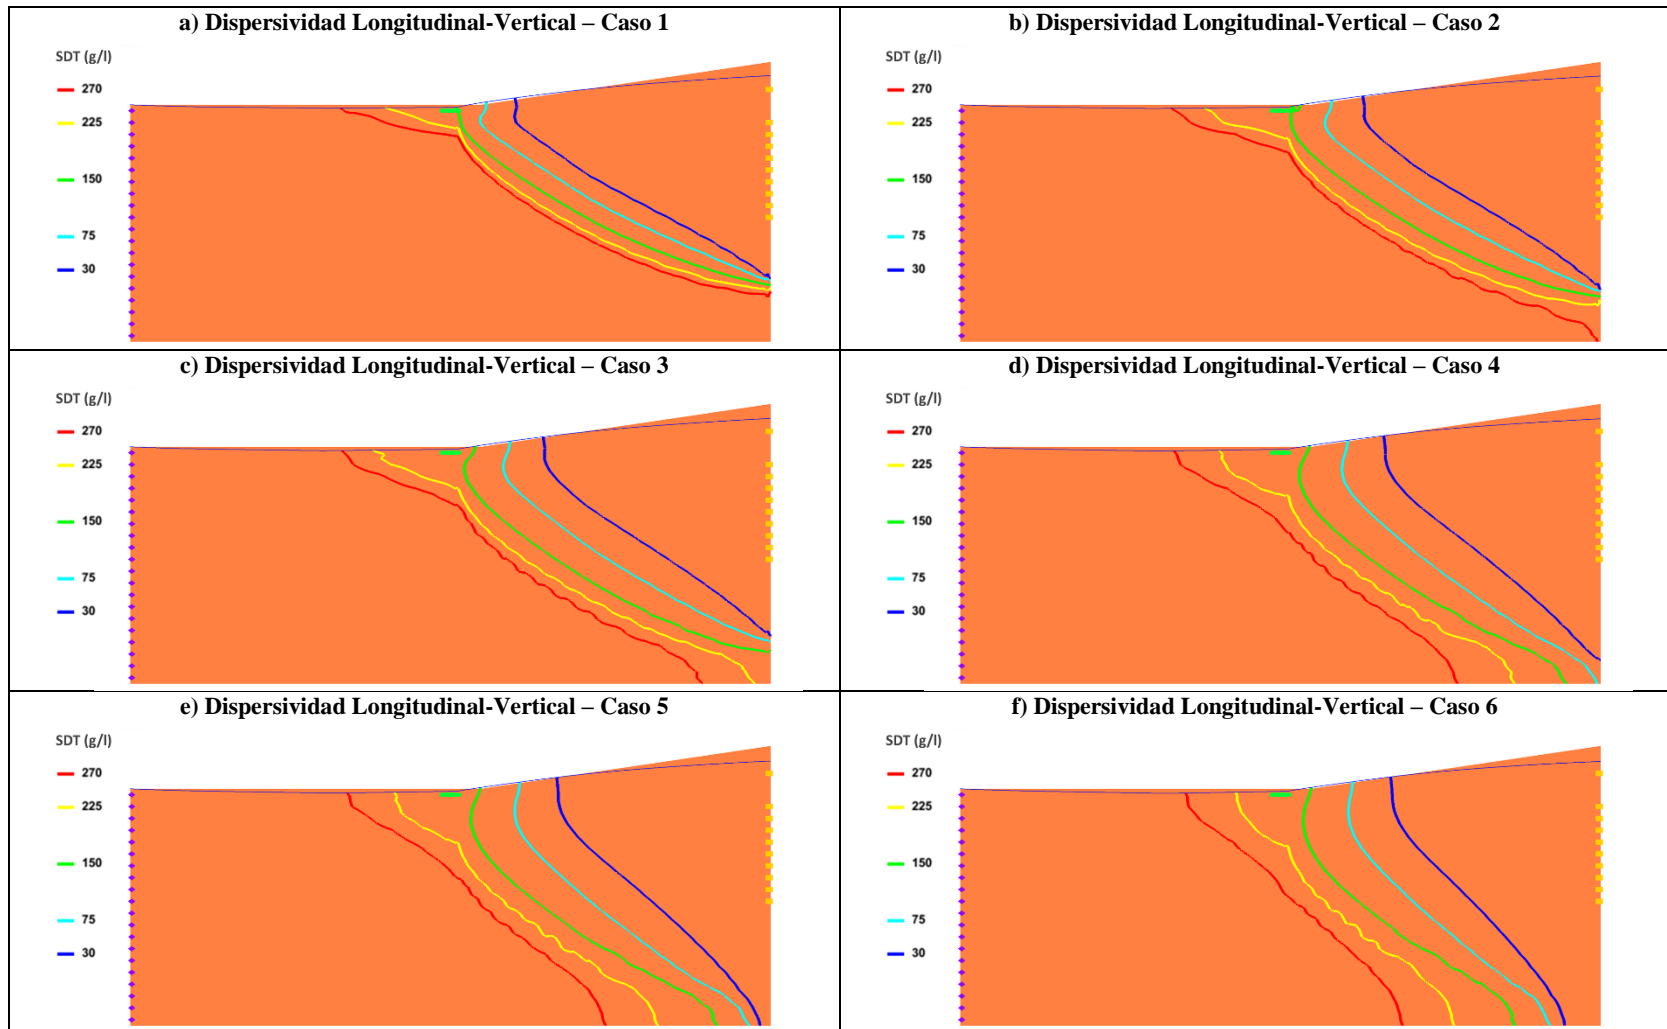 a) Dispersividad Longitudinal-Vertical – Caso 1
SDT (g/l)
270
225
150
75
30
b) Dispersividad Longitudinal-Vertical – Caso 2
SDT (g/l)
270
225
150
75
30
c) Dispersividad Longitudinal-Vertical – Caso 3
SDT (g/l)
270
225
150
75
30
d) Dispersividad Longitudinal-Vertical – Caso 4
SDT (g/l)
270
225
150
75
30
e) Dispersividad Longitudinal-Vertical – Caso 5
SDT (g/l)
270
225
150
75
30
f) Dispersividad Longitudinal-Vertical – Caso 6
SDT (g/l)
270
225
150
75
30